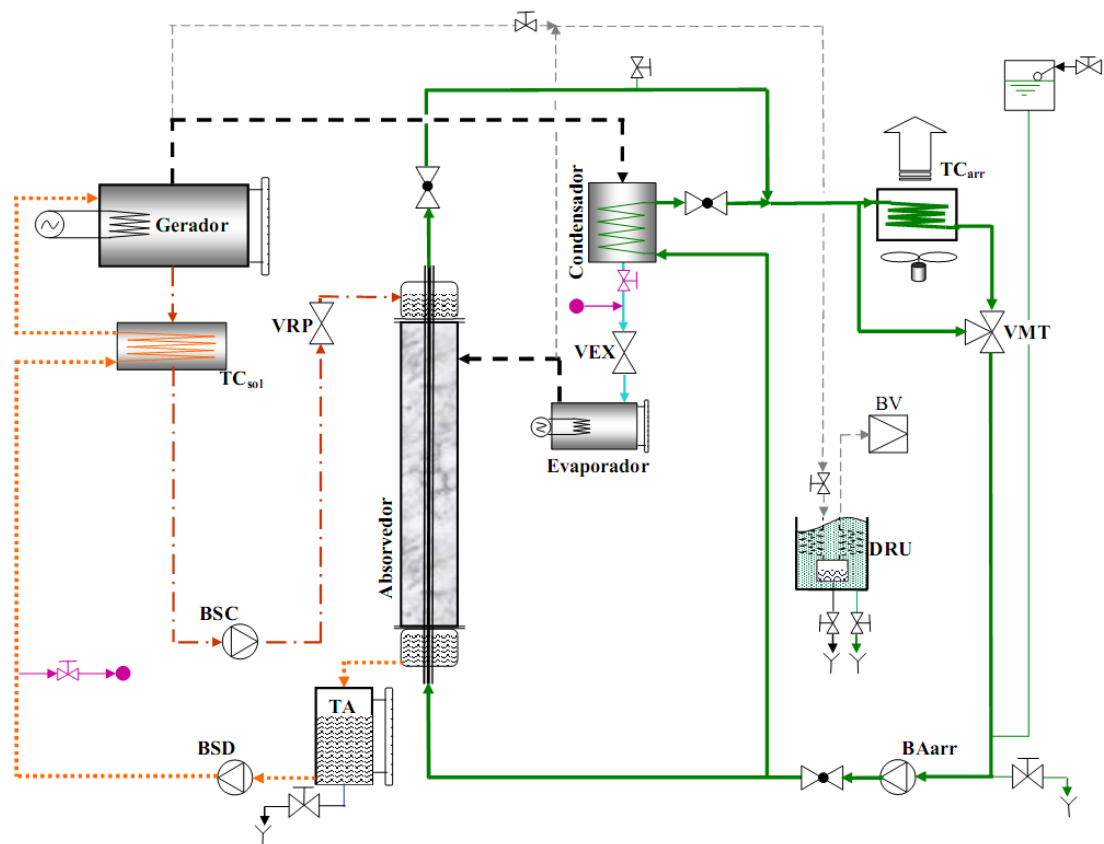 TCarr
Gerador
Condensador
VRP
VMT
VEX
TCsol
BV
Evaporador
Absorvedor
DRU
BSC
TA
BSD
BAarr